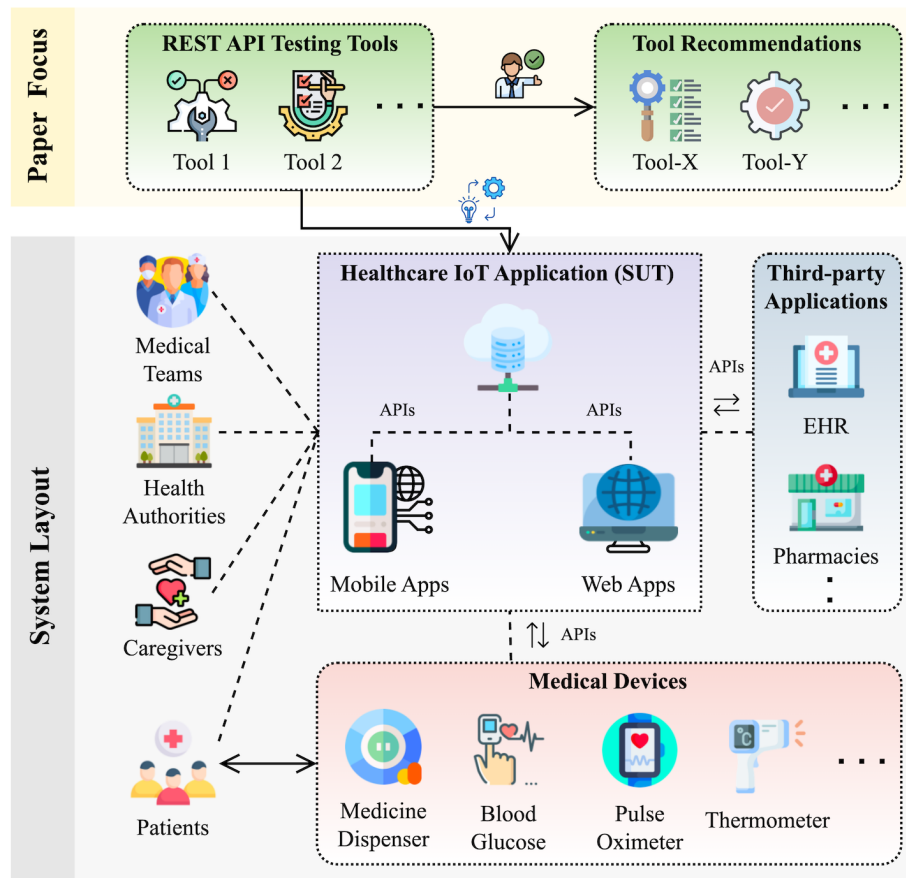 Paper Focus
REST API Testing Tools
Tool 1
Tool 2
. . .
Tool Recommendations
Tool-X
Tool-Y
. . .
System Layout
Medical
Teams
Health
Authorities
Caregivers
Patients
Healthcare IoT Application (SUT)
APIs
APIs
Mobile Apps
Web Apps
APIs
Third-party
Applications
EHR
Pharmacies
APIs
Medical Devices
°C
...
. . .
Medicine
Dispenser
Blood
Glucose
Pulse
Oximeter
Thermometer